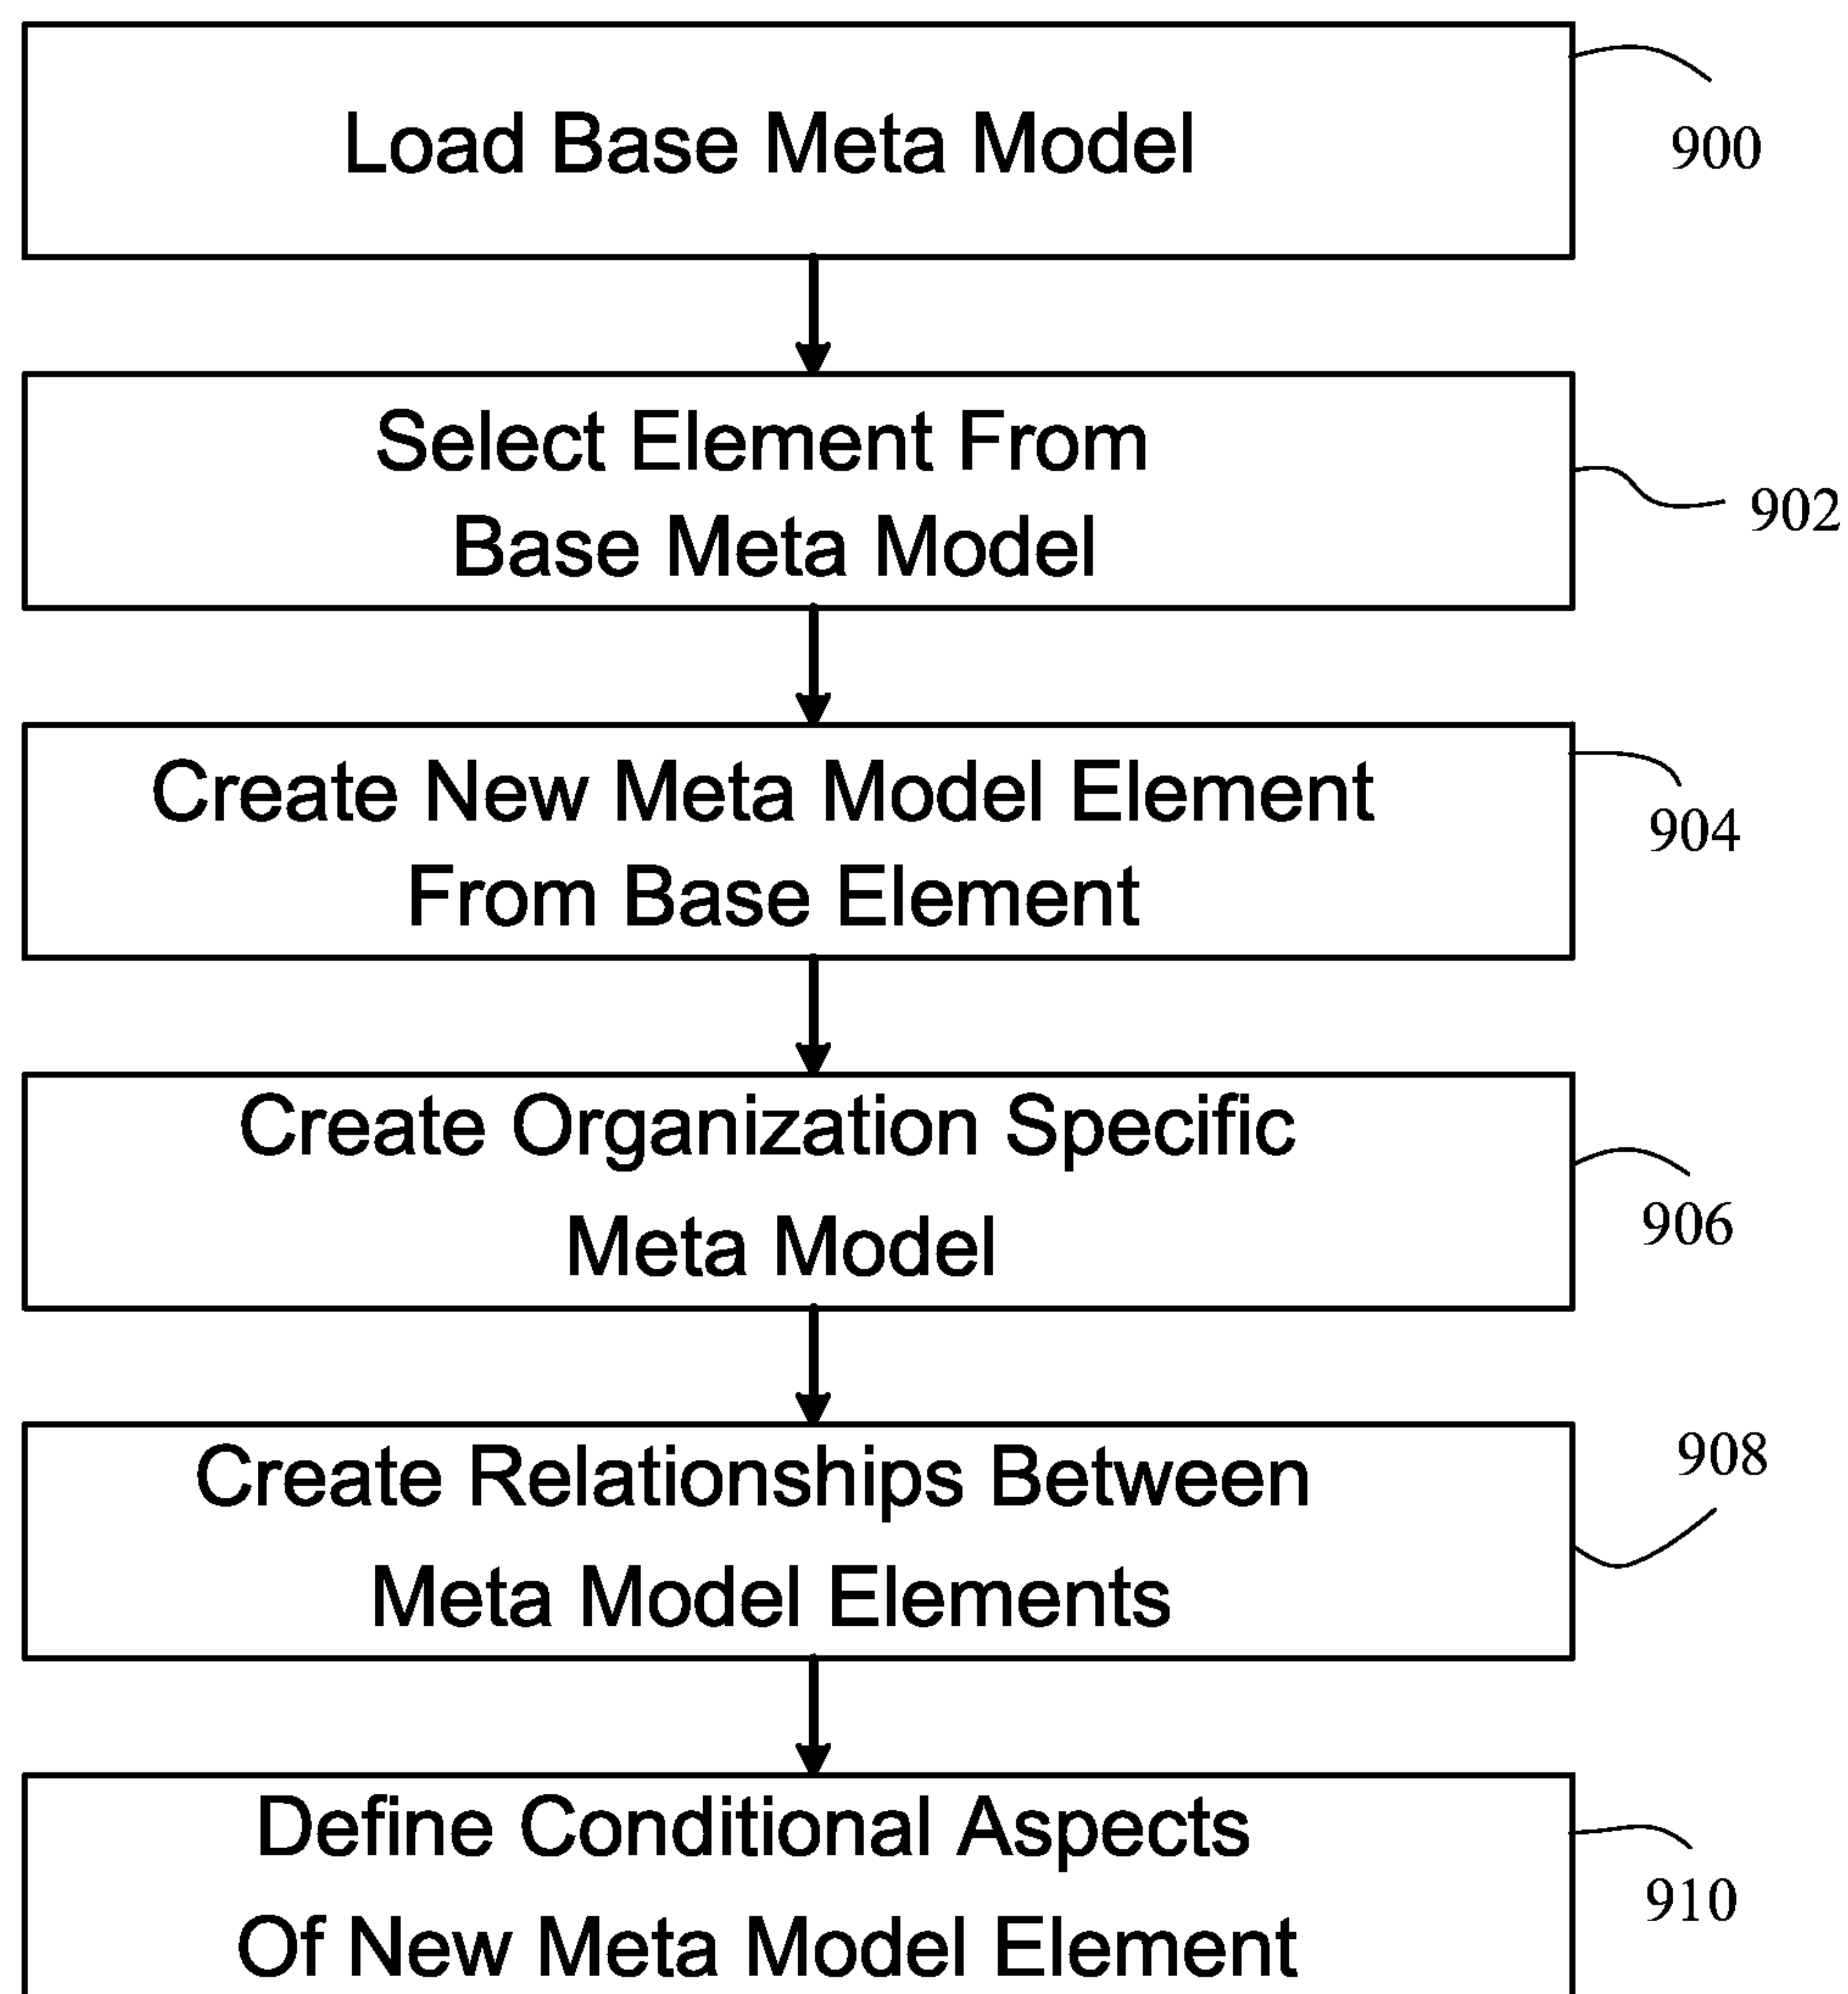 Load Base Meta Model
900
Select Element From
Base Meta Model
902
Create New Meta Model Element
From Base Element
904
Create Organization Specific
Meta Model
906
Create Relationships Between
Meta Model Elements
908
Define Conditional Aspects
Of New Meta Model Element
910